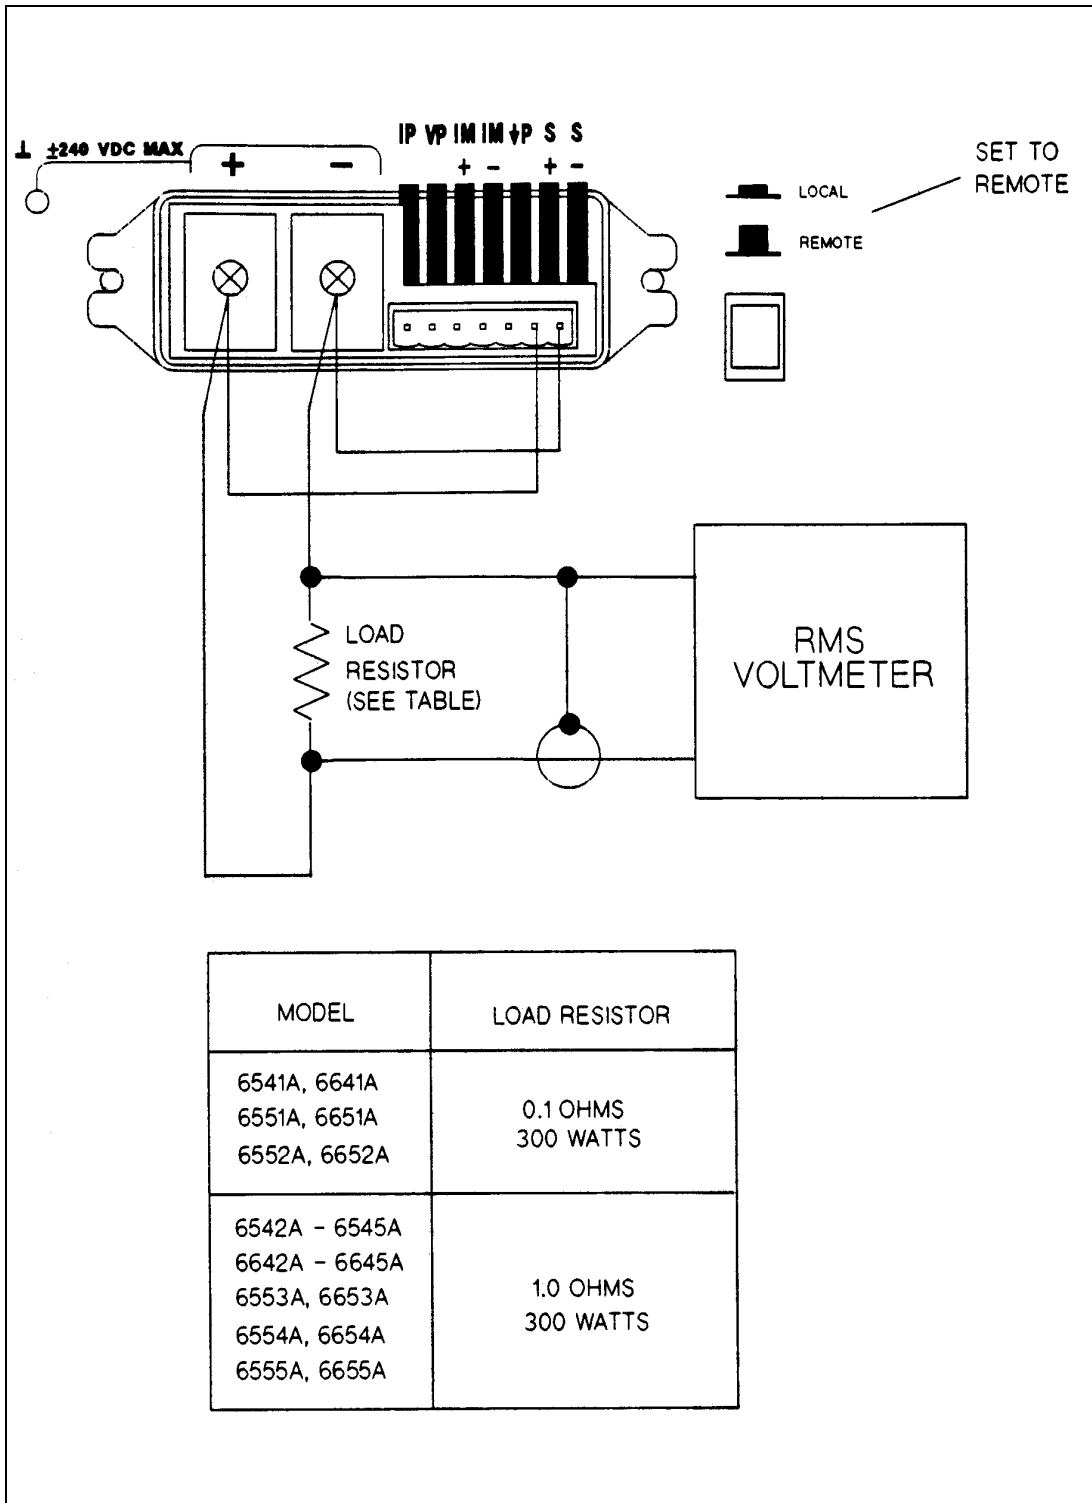 IP VP IM IM ↓P S S
+ - + -
⊥ ±240 VDC MAX
+ -
SET TO
REMOTE
LOCAL
REMOTE
LOAD
RESISTOR
(SEE TABLE)
RMS
VOLTMETER
MODEL
LOAD RESISTOR
6541A, 6641A
6551A, 6651A
6552A, 6652A
0.1 OHMS
300 WATTS
6542A - 6545A
6642A - 6645A
6553A, 6653A
6554A, 6654A
6555A, 6655A
1.0 OHMS
300 WATTS